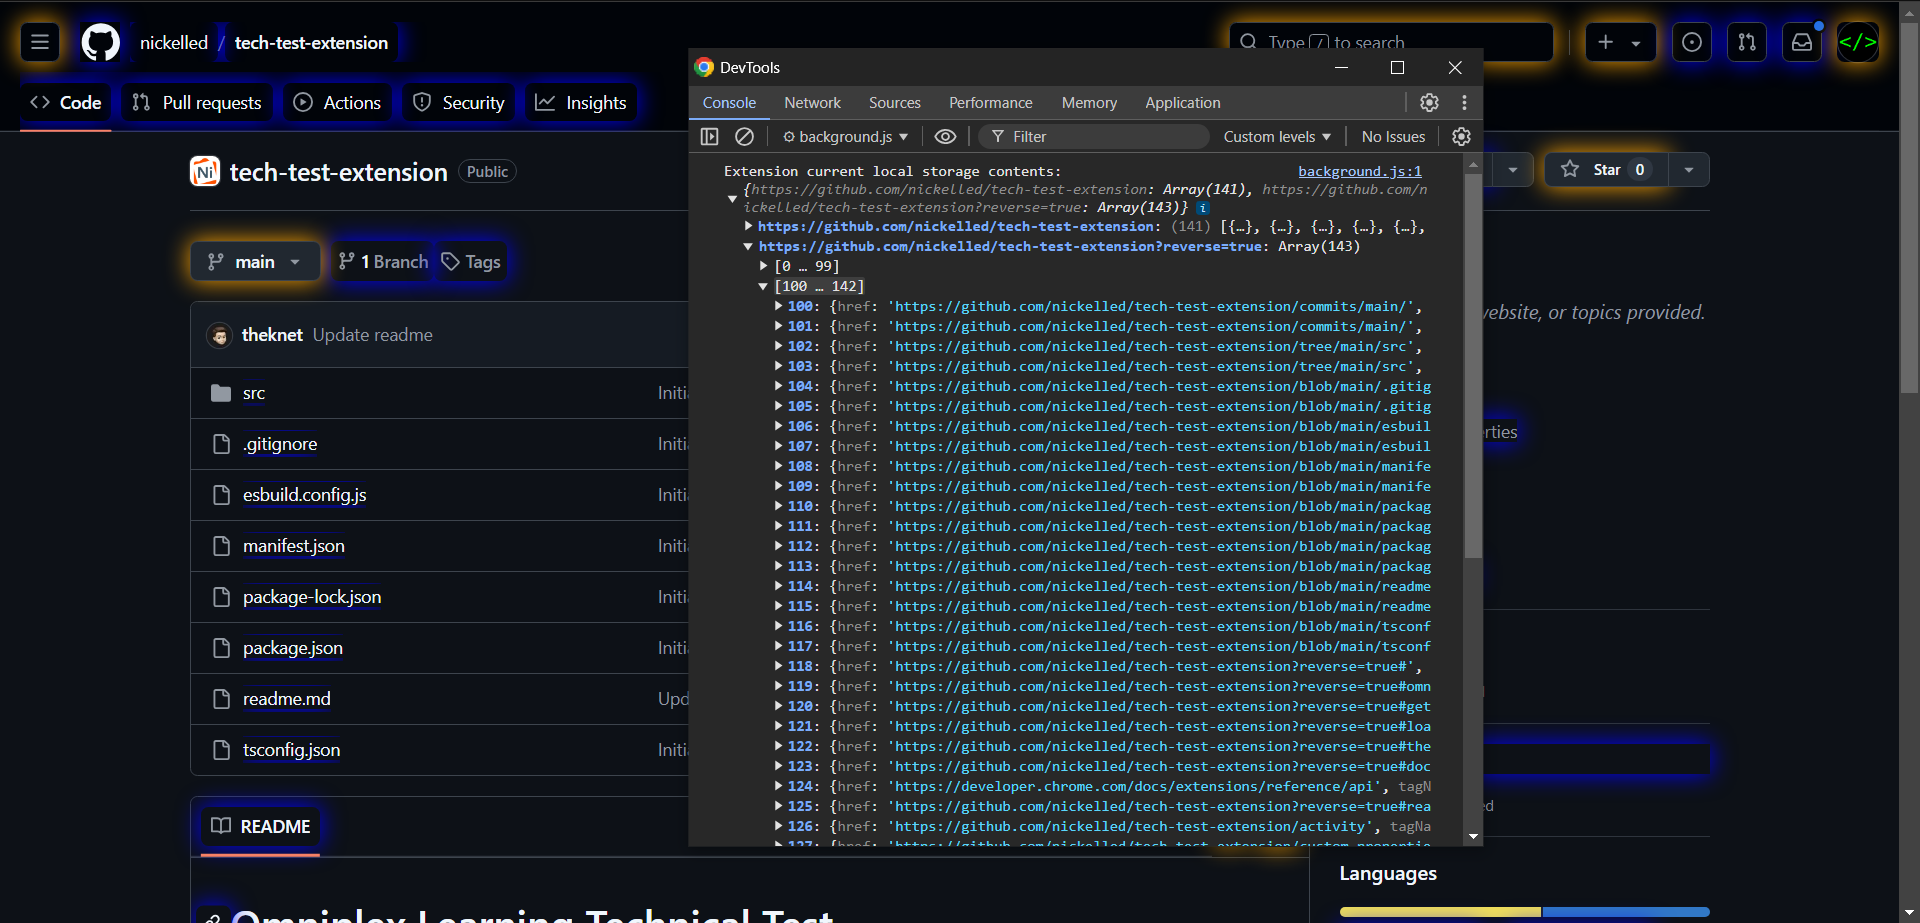 nickelled / tech-test-extension
Type / to search
</>
Code
Pull requests
Actions
Security
Insights
Ni tech-test-extension Public
Star 0
main
1 Branch
Tags
theknet Update readme
src Initi
.gitignore Initi
esbuild.config.js Initi
manifest.json Initi
package-lock.json Initi
package.json Initi
readme.md Upd
tsconfig.json Initi
README
Omniplex Learning Technical Test
DevTools
Console Network Sources Performance Memory Application
background.js Filter Custom levels No Issues
Extension current local storage contents: background.js:1
{https://github.com/nickelled/tech-test-extension: Array(141), https://github.com/n
ickelled/tech-test-extension?reverse=true: Array(143)} i
https://github.com/nickelled/tech-test-extension: (141) [{…}, {…}, {…}, {…}, {…},
https://github.com/nickelled/tech-test-extension?reverse=true: Array(143)
[0 … 99]
[100 … 142]
100: {href: 'https://github.com/nickelled/tech-test-extension/commits/main/',
101: {href: 'https://github.com/nickelled/tech-test-extension/commits/main/',
102: {href: 'https://github.com/nickelled/tech-test-extension/tree/main/src',
103: {href: 'https://github.com/nickelled/tech-test-extension/tree/main/src',
104: {href: 'https://github.com/nickelled/tech-test-extension/blob/main/.gitig
105: {href: 'https://github.com/nickelled/tech-test-extension/blob/main/.gitig
106: {href: 'https://github.com/nickelled/tech-test-extension/blob/main/esbuil
107: {href: 'https://github.com/nickelled/tech-test-extension/blob/main/esbuil
108: {href: 'https://github.com/nickelled/tech-test-extension/blob/main/manife
109: {href: 'https://github.com/nickelled/tech-test-extension/blob/main/manife
110: {href: 'https://github.com/nickelled/tech-test-extension/blob/main/packag
111: {href: 'https://github.com/nickelled/tech-test-extension/blob/main/packag
112: {href: 'https://github.com/nickelled/tech-test-extension/blob/main/packag
113: {href: 'https://github.com/nickelled/tech-test-extension/blob/main/packag
114: {href: 'https://github.com/nickelled/tech-test-extension/blob/main/readme
115: {href: 'https://github.com/nickelled/tech-test-extension/blob/main/readme
116: {href: 'https://github.com/nickelled/tech-test-extension/blob/main/tsconf
117: {href: 'https://github.com/nickelled/tech-test-extension/blob/main/tsconf
118: {href: 'https://github.com/nickelled/tech-test-extension?reverse=true#',
119: {href: 'https://github.com/nickelled/tech-test-extension?reverse=true#omn
120: {href: 'https://github.com/nickelled/tech-test-extension?reverse=true#get
121: {href: 'https://github.com/nickelled/tech-test-extension?reverse=true#loa
122: {href: 'https://github.com/nickelled/tech-test-extension?reverse=true#the
123: {href: 'https://github.com/nickelled/tech-test-extension?reverse=true#doc
124: {href: 'https://developer.chrome.com/docs/extensions/reference/api', tagN
125: {href: 'https://github.com/nickelled/tech-test-extension?reverse=true#rea
126: {href: 'https://github.com/nickelled/tech-test-extension/activity', tagNa
127: {href: 'https://github.com/nickelled/tech-test-extension/custom-propertie
website, or topics provided.
rties
ed
Languages